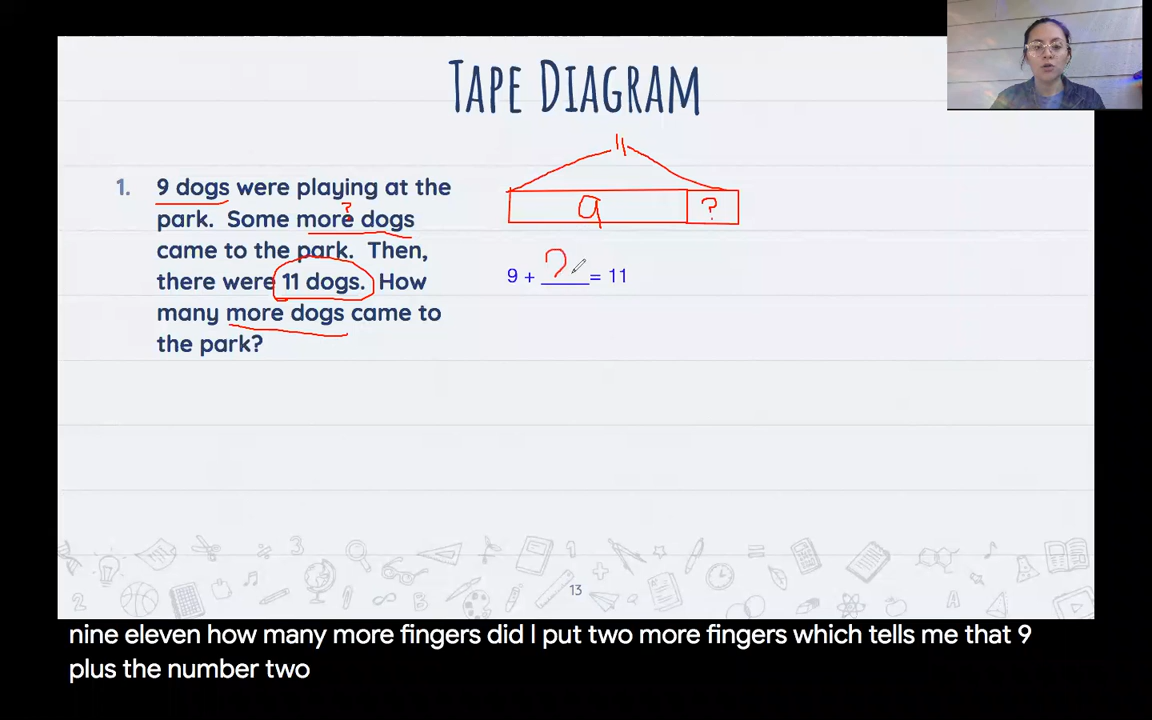 TAPE DIAGRAM
11
1. 9 dogs were playing at the
?
park. Some more dogs
9 ?
came to the park. Then,
there were 11 dogs. How
9 + 2 = 11
many more dogs came to
the park?
13
nine eleven how many more fingers did I put two more fingers which tells me that 9
plus the number two